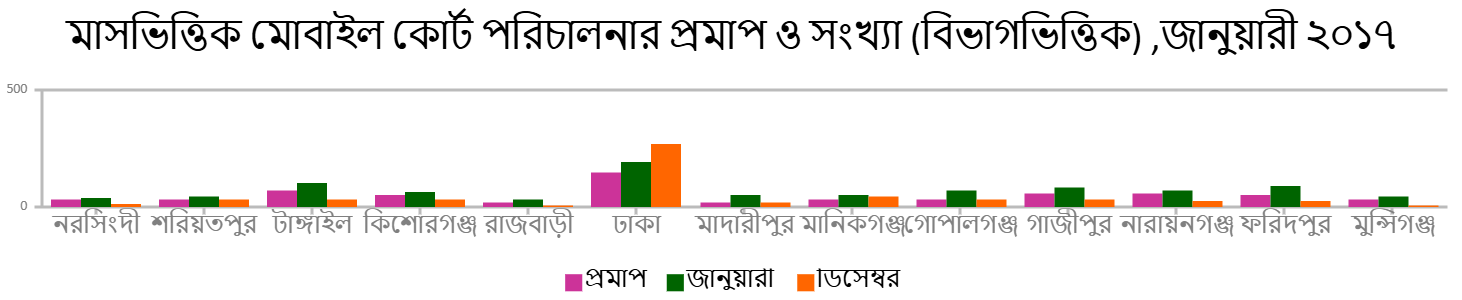 মাসভিত্তিক মোবাইল কোর্ট পরিচালনার প্রমাপ ও সংখ্যা (বিভাগভিত্তিক) ,জানুয়ারী ২০১৭
500
0
নরসিংদী শরিয়তপুর টাঙ্গাইল কিশোরগঞ্জ রাজবাড়ী ঢাকা মাদারীপুর মানিকগঞ্জ গোপালগঞ্জ গাজীপুর নারায়নগঞ্জ ফরিদপুর মুন্সিগঞ্জ
প্রমাপ জানুয়ারী ডিসেম্বর